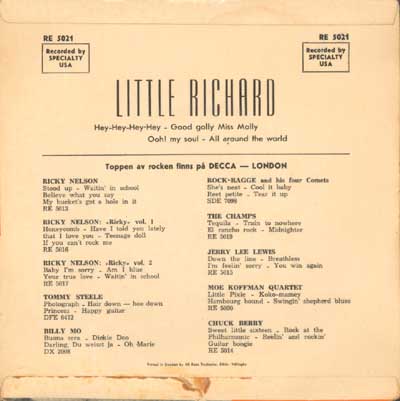 RE 5021
RE 5021
Recorded by
SPECIALTY
USA
Recorded by
SPECIALTY
USA
LITTLE RICHARD
Hey-Hey-Hey-Hey - Good golly Miss Molly
Ooh! my soul - All around the world
Toppen av rocken finns på DECCA — LONDON
RICKY NELSON
Stood up - Waitin' in school
Believe what you say
My bucket's got a hole in it
RE 5013
RICKY NELSON: »Ricky» vol. 1
Honeycomb - Have I told you lately
that I love you - Teenage doll
If you can't rock me
RE 5016
RICKY NELSON: »Ricky» vol. 2
Baby I'm sorry - Am I blue
Your true love - Waitin' in school
RE 5017
TOMMY STEELE
Photograph - Hair down - hoe down
Princess - Happy guitar
DFE 6472
BILLY MO
Buona sera - Dickie Doo
Darling, Du weisst Ja - Oh Marie
DX 2098
ROCK-RAGGE and his four Comets
She's neat - Cool it baby
Reet petite - Tear it up
SDE 7098
THE CHAMPS
Tequila - Train to nowhere
El rancho rock - Midnighter
RE 5019
JERRY LEE LEWIS
Down the line - Breathless
I'm feelin' sorry - You win again
RE 5015
MOE KOFFMAN QUARTET
Little Pixie - Koko-mamey
Hambourg bound - Swingin' shepherd blues
RE 5020
CHUCK BERRY
Sweet little sixteen - Rock at the
Philharmonic - Reelin' and rockin'
Guitar boogie
RE 5014
Printed in Sweden by